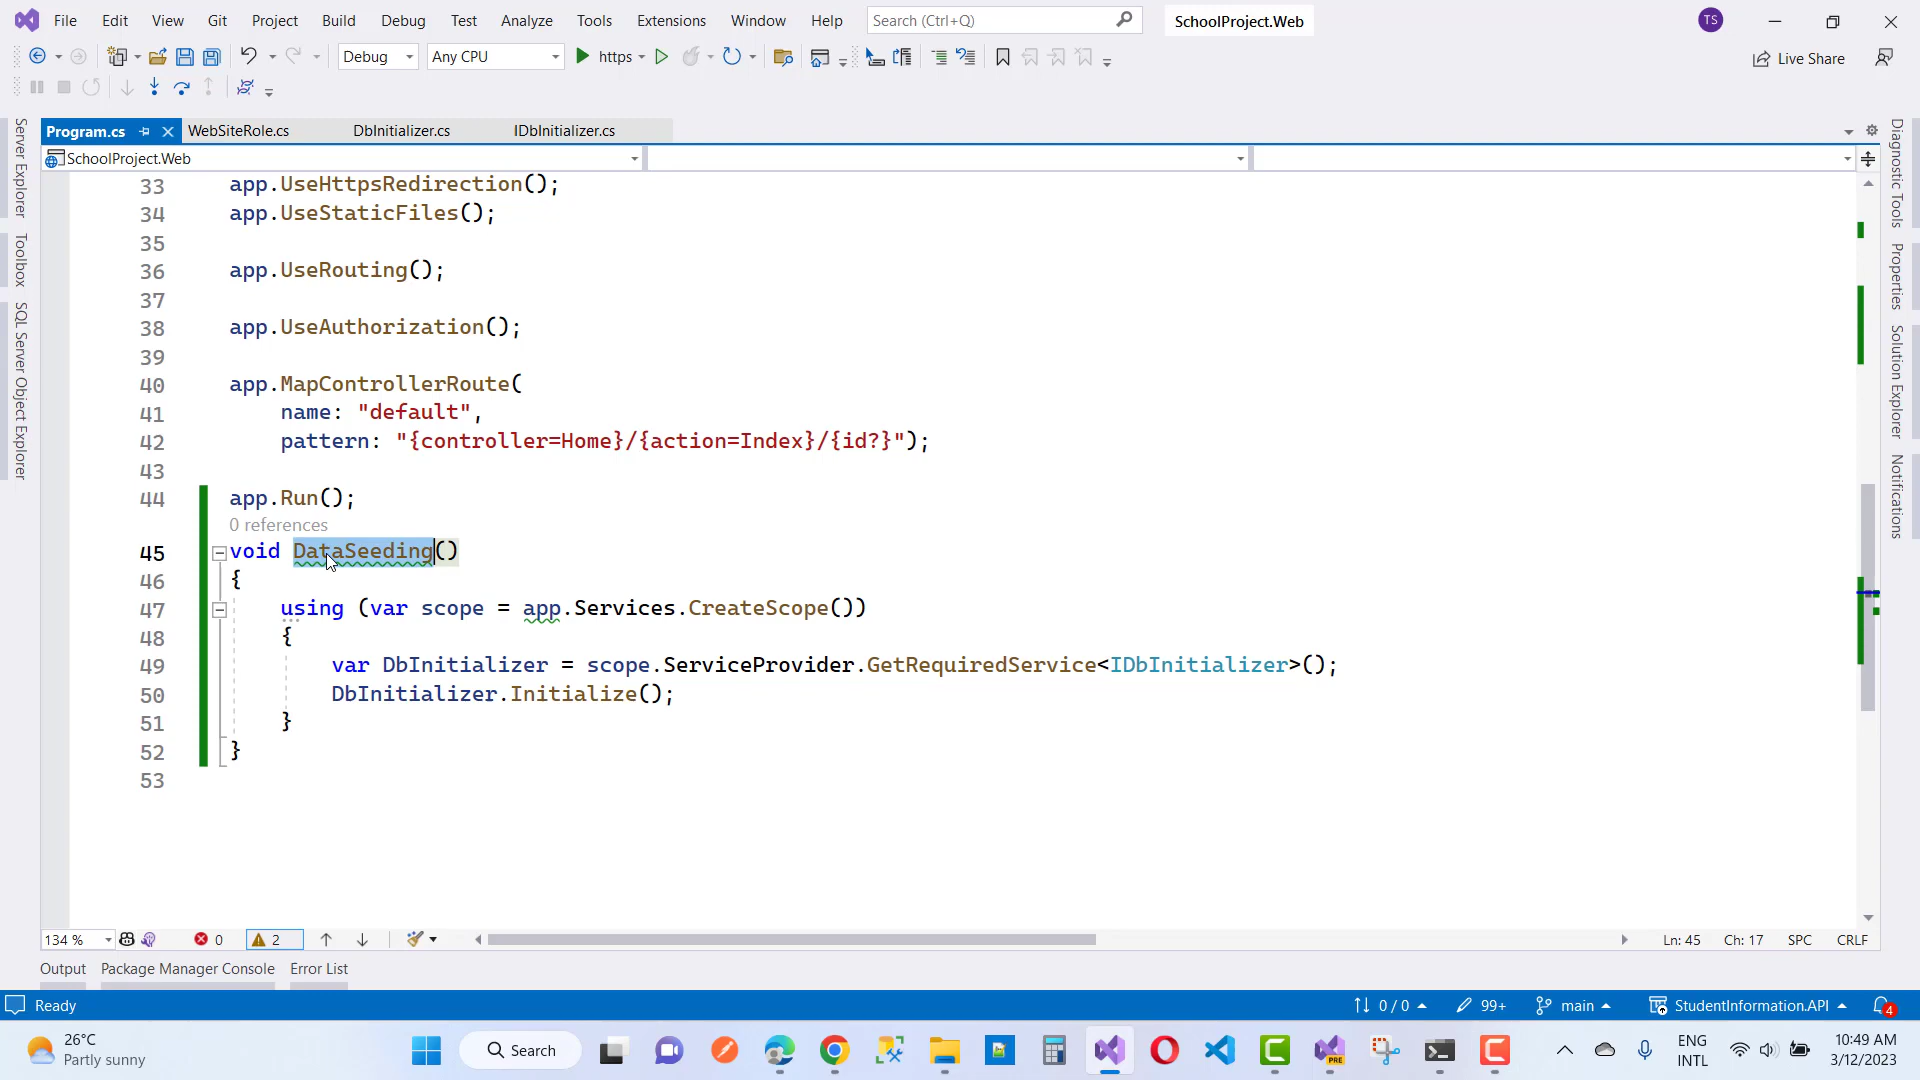 File Edit View Git Project Build Debug Test Analyze Tools Extensions Window Help Search (Ctrl+Q) SchoolProject.Web TS
Debug Any CPU https Live Share
Program.cs WebSiteRole.cs DbInitializer.cs IDbInitializer.cs
SchoolProject.Web
Server Explorer
Toolbox
SQL Server Object Explorer
33 app.UseHttpsRedirection();
34 app.UseStaticFiles();
35
36 app.UseRouting();
37
38 app.UseAuthorization();
39
40 app.MapControllerRoute(
41 name: "default",
42 pattern: "{controller=Home}/{action=Index}/{id?}");
43
44 app.Run();
0 references
45 void DataSeeding()
46 {
47 using (var scope = app.Services.CreateScope())
48 {
49 var DbInitializer = scope.ServiceProvider.GetRequiredService<IDbInitializer>();
50 DbInitializer.Initialize();
51 }
52 }
53
Diagnostic Tools
Properties
Solution Explorer
Notifications
134 % 0 2 Ln: 45 Ch: 17 SPC CRLF
Output Package Manager Console Error List
Ready 0 / 0 99+ main StudentInformation.API 4
26°C
Partly sunny
Search
PRE
ENG
INTL
10:49 AM
3/12/2023